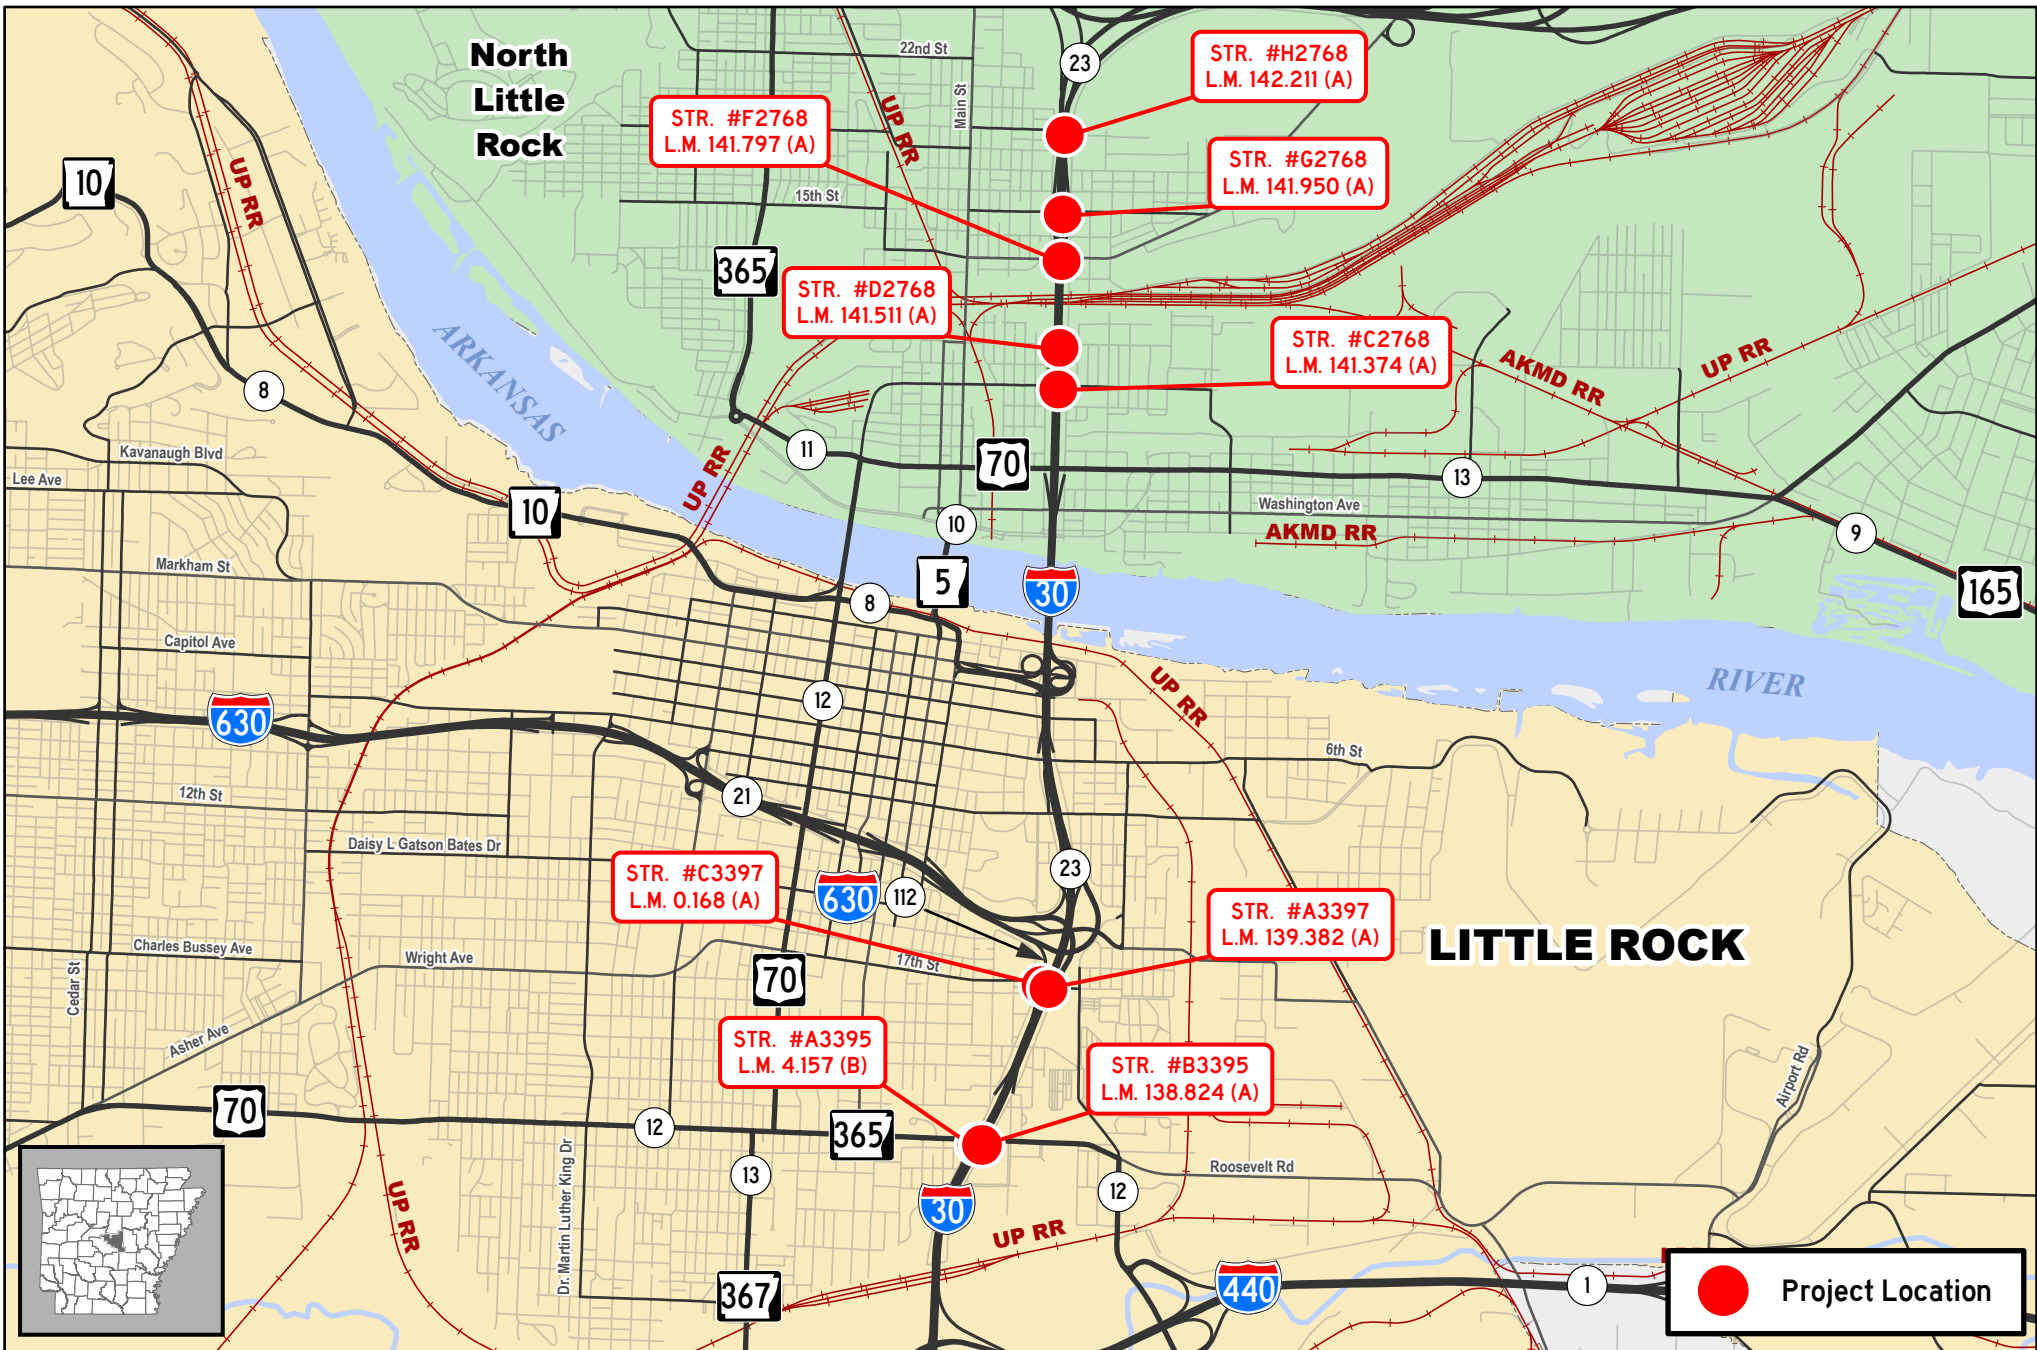 North
Little
Rock
22nd St
23
STR. #H2768
L.M. 142.211 (A)
STR. #F2768
L.M. 141.797 (A)
UP RR
Main St
STR. #G2768
L.M. 141.950 (A)
10
UP RR
15th St
365
STR. #D2768
L.M. 141.511 (A)
STR. #C2768
L.M. 141.374 (A)
AKMD RR
UP RR
ARKANSAS
8
Kavanaugh Blvd
Lee Ave
11
70
13
UP RR
10
10
Washington Ave
AKMD RR
9
Markham St
5
30
165
8
Capitol Ave
UP RR
RIVER
630
12
6th St
12th St
21
Daisy L Gatson Bates Dr
STR. #C3397
L.M. 0.168 (A)
630
112
23
STR. #A3397
L.M. 139.382 (A)
LITTLE ROCK
Charles Bussey Ave
Wright Ave
17th St
Cedar St
70
Asher Ave
STR. #A3395
L.M. 4.157 (B)
STR. #B3395
L.M. 138.824 (A)
Airport Rd
70
12
365
Roosevelt Rd
Dr. Martin Luther King Dr
13
12
UP RR
30
UP RR
367
440
1
Project Location